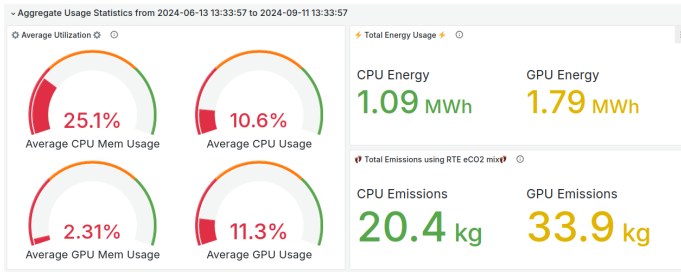 Aggregate Usage Statistics from 2024-06-13 13:33:57 to 2024-09-11 13:33:57
Average Utilization
25.1%
Average CPU Mem Usage
10.6%
Average CPU Usage
2.31%
Average GPU Mem Usage
11.3%
Average GPU Usage
Total Energy Usage
CPU Energy
1.09 MWh
GPU Energy
1.79 MWh
Total Emissions using RTE eCO2 mix
CPU Emissions
20.4 kg
GPU Emissions
33.9 kg